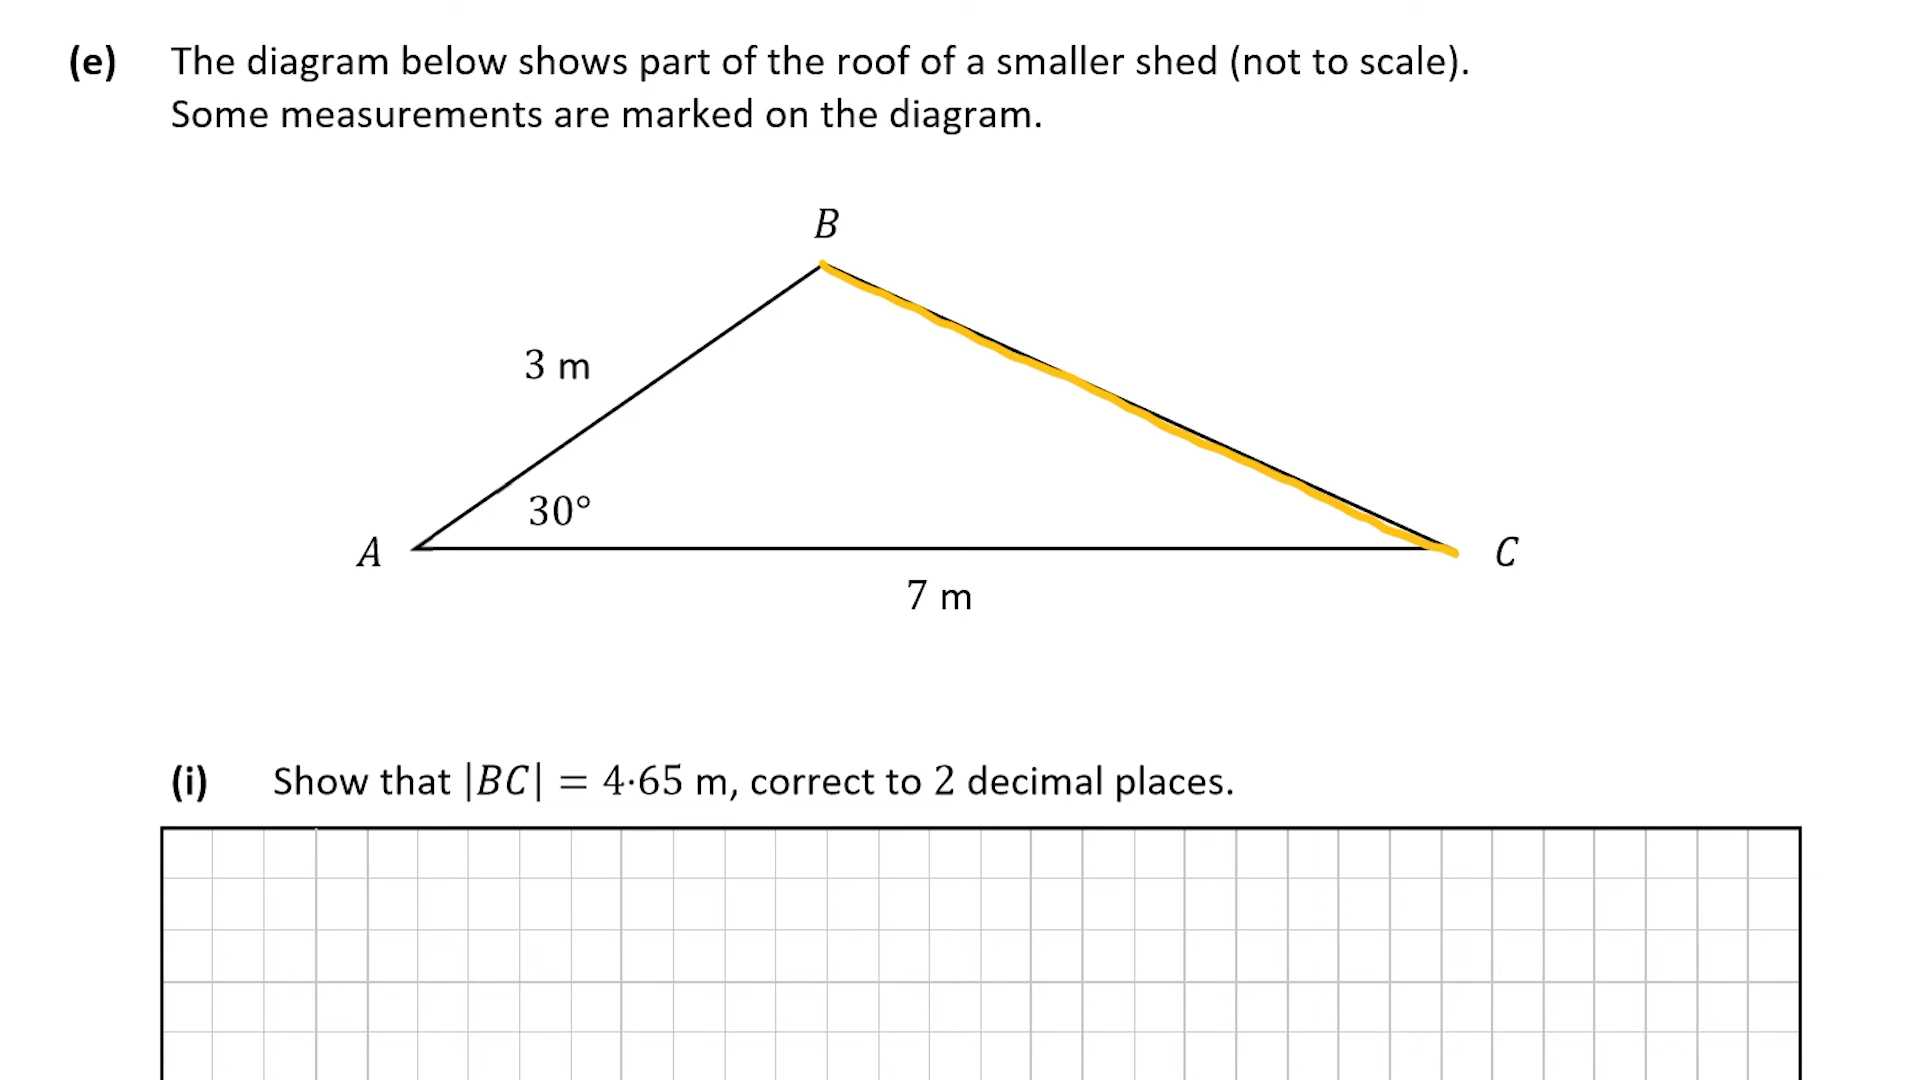 (e) The diagram below shows part of the roof of a smaller shed (not to scale).
Some measurements are marked on the diagram.
B
3 m
30°
A
C
7 m
(i) Show that |BC| = 4·65 m, correct to 2 decimal places.